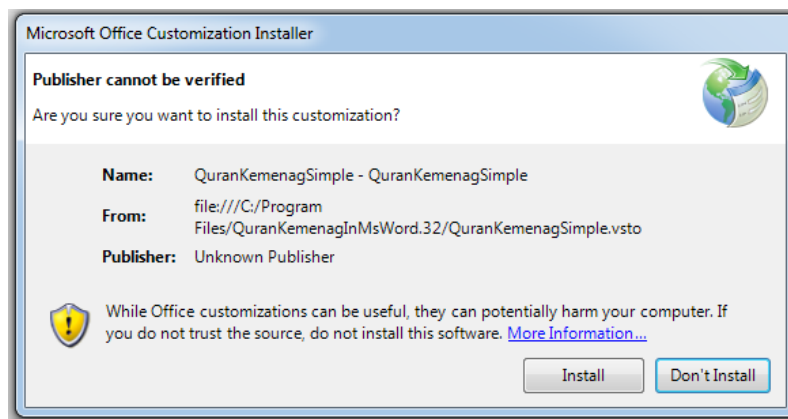 Microsoft Office Customization Installer
Publisher cannot be verified
Are you sure you want to install this customization?
Name: QuranKemenagSimple - QuranKemenagSimple
From: file:///C:/Program
Files/QuranKemenagInMsWord.32/QuranKemenagSimple.vsto
Publisher: Unknown Publisher
While Office customizations can be useful, they can potentially harm your computer. If
you do not trust the source, do not install this software. More Information...
Install Don't Install